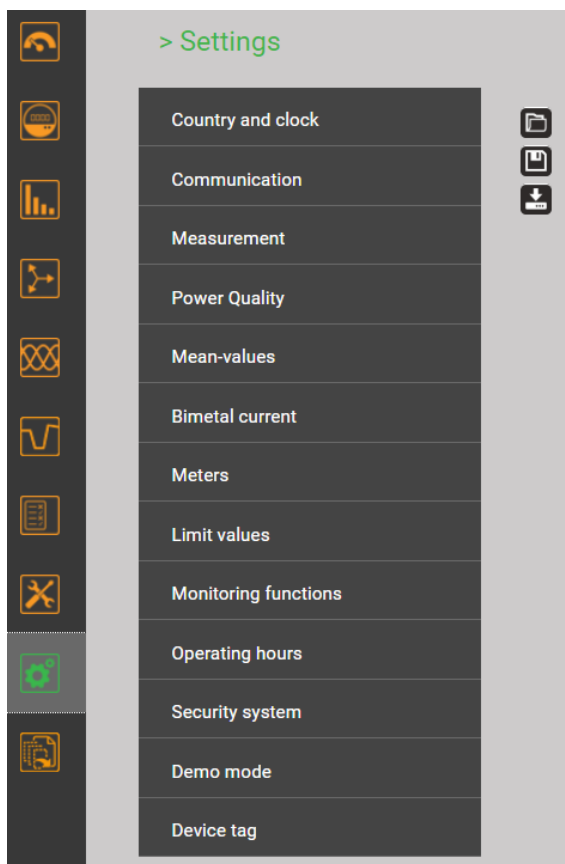 > Settings
Country and clock
Communication
Measurement
Power Quality
Mean-values
Bimetal current
Meters
Limit values
Monitoring functions
Operating hours
Security system
Demo mode
Device tag